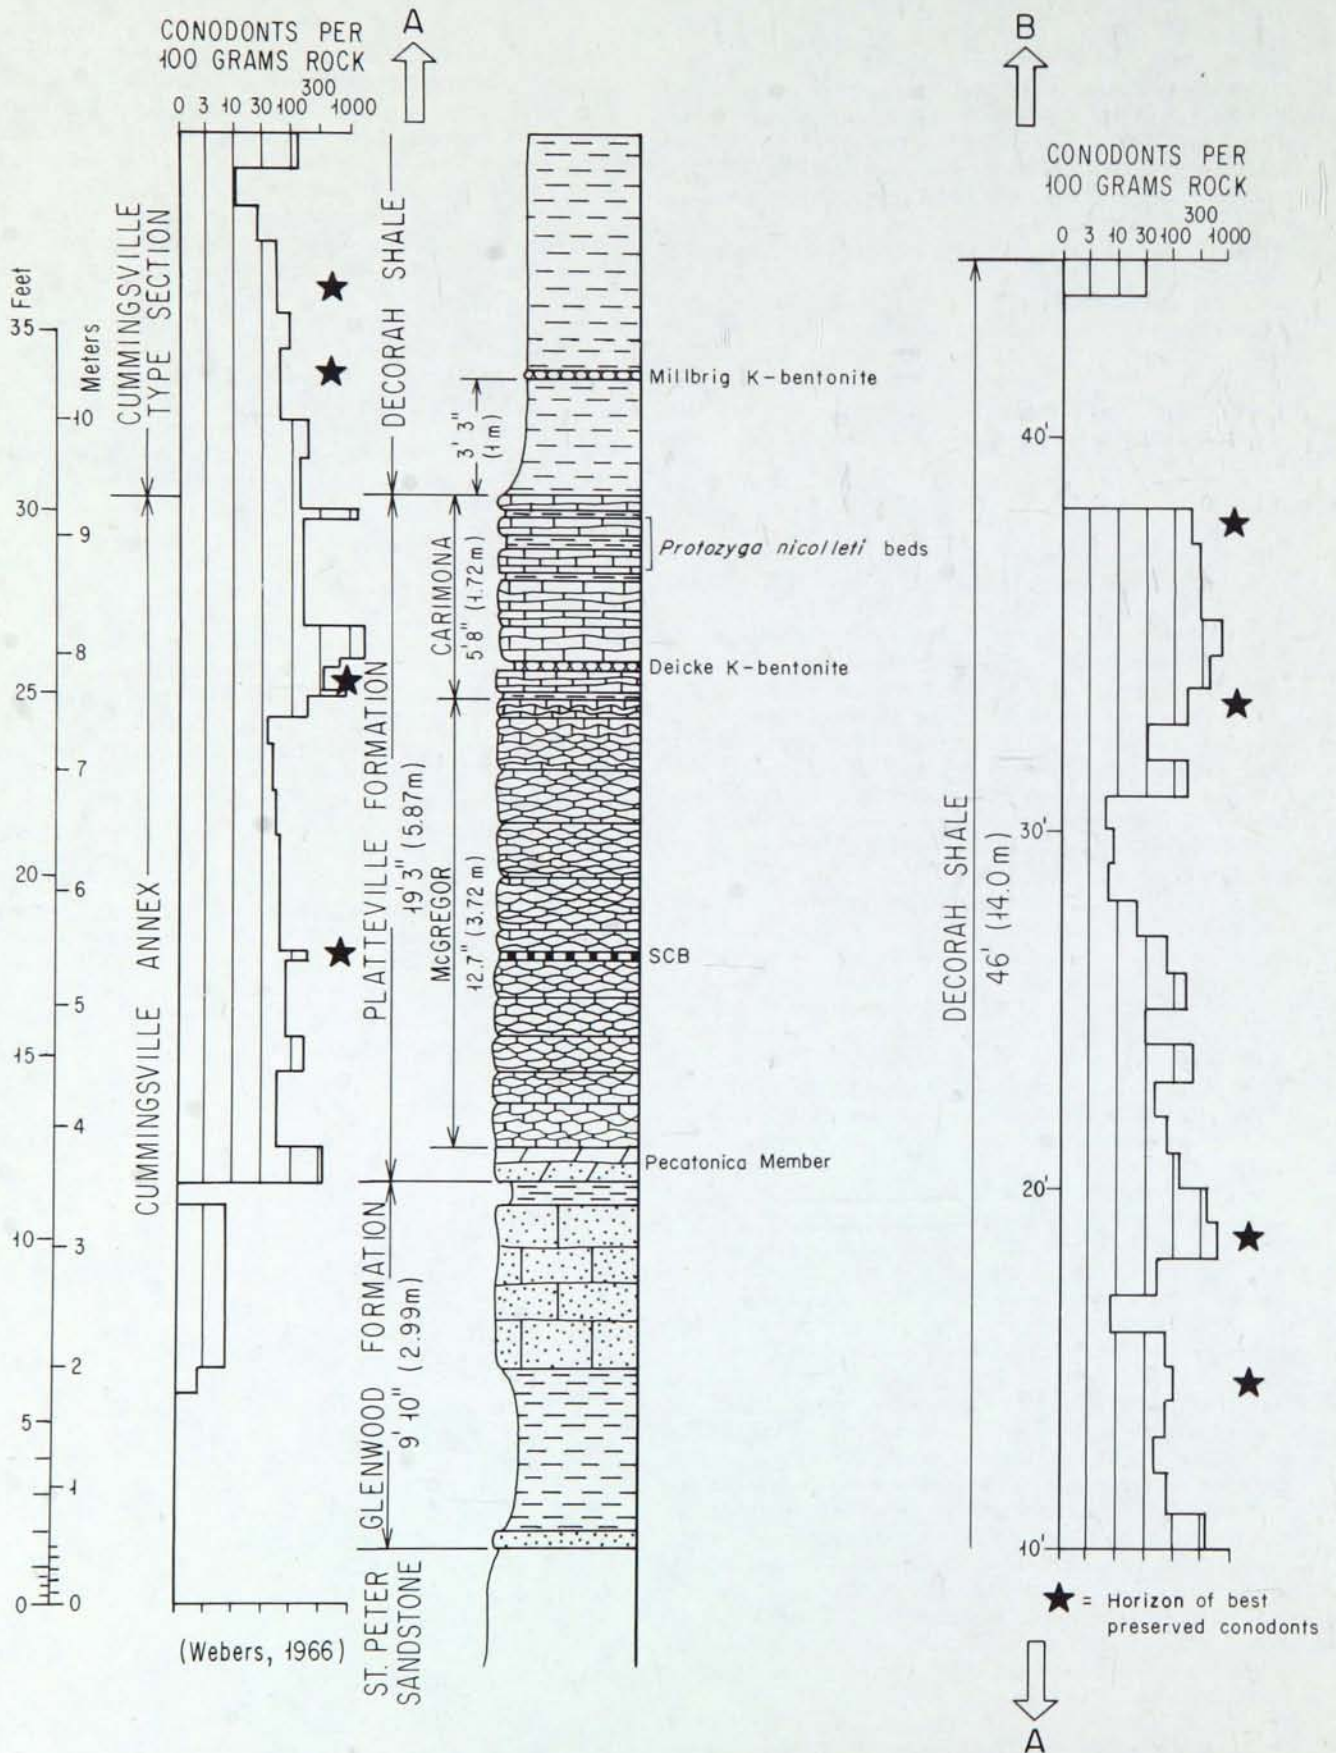 CONODONTS PER
100 GRAMS ROCK
300
0 3 10 30 100 1000
A
B
CONODONTS PER
100 GRAMS ROCK
300
0 3 10 30 100 1000
Feet
Meters
35
30
25
20
15
10
5
0
10
9
8
7
6
5
4
3
2
1
0
CUMMINGSVILLE
TYPE SECTION
CUMMINGSVILLE ANNEX
DECORAH SHALE
PLATTEVILLE FORMATION
19'3" (5.87m)
GLENWOOD FORMATION
9'10" (2.99m)
ST. PETER
SANDSTONE
3' 3"
(1m)
CARIMONA
5'8" (1.72m)
McGREGOR
12.7" (3.72 m)
Millbrig K-bentonite
Protozyga nicolleti beds
Deicke K-bentonite
SCB
Pecatonica Member
(Webers, 1966)
DECORAH SHALE
46' (14.0m)
40'
30'
20'
10'
★ = Horizon of best
preserved conodonts
A